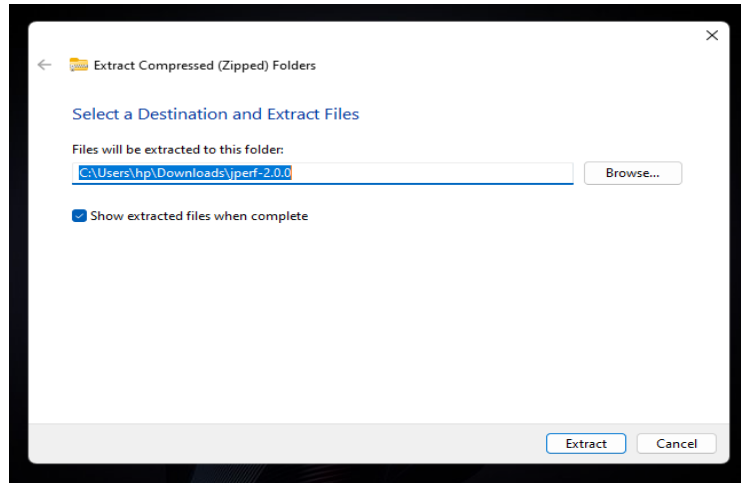 Extract Compressed (Zipped) Folders
Select a Destination and Extract Files
Files will be extracted to this folder:
C:\Users\hp\Downloads\jperf-2.0.0
Browse...
Show extracted files when complete
Extract
Cancel